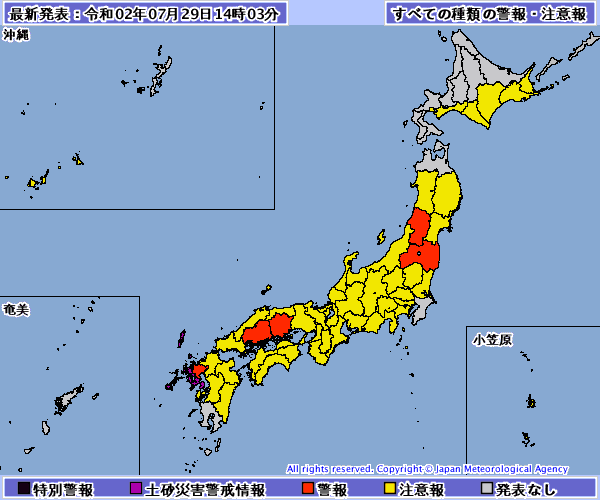 最新発表：令和02年07月29日14時03分
すべての種類の警報・注意報
沖縄
奄美
小笠原
All rights reserved. Copyright © Japan Meteorological Agency
特別警報 土砂災害警戒情報 警報 注意報 発表なし